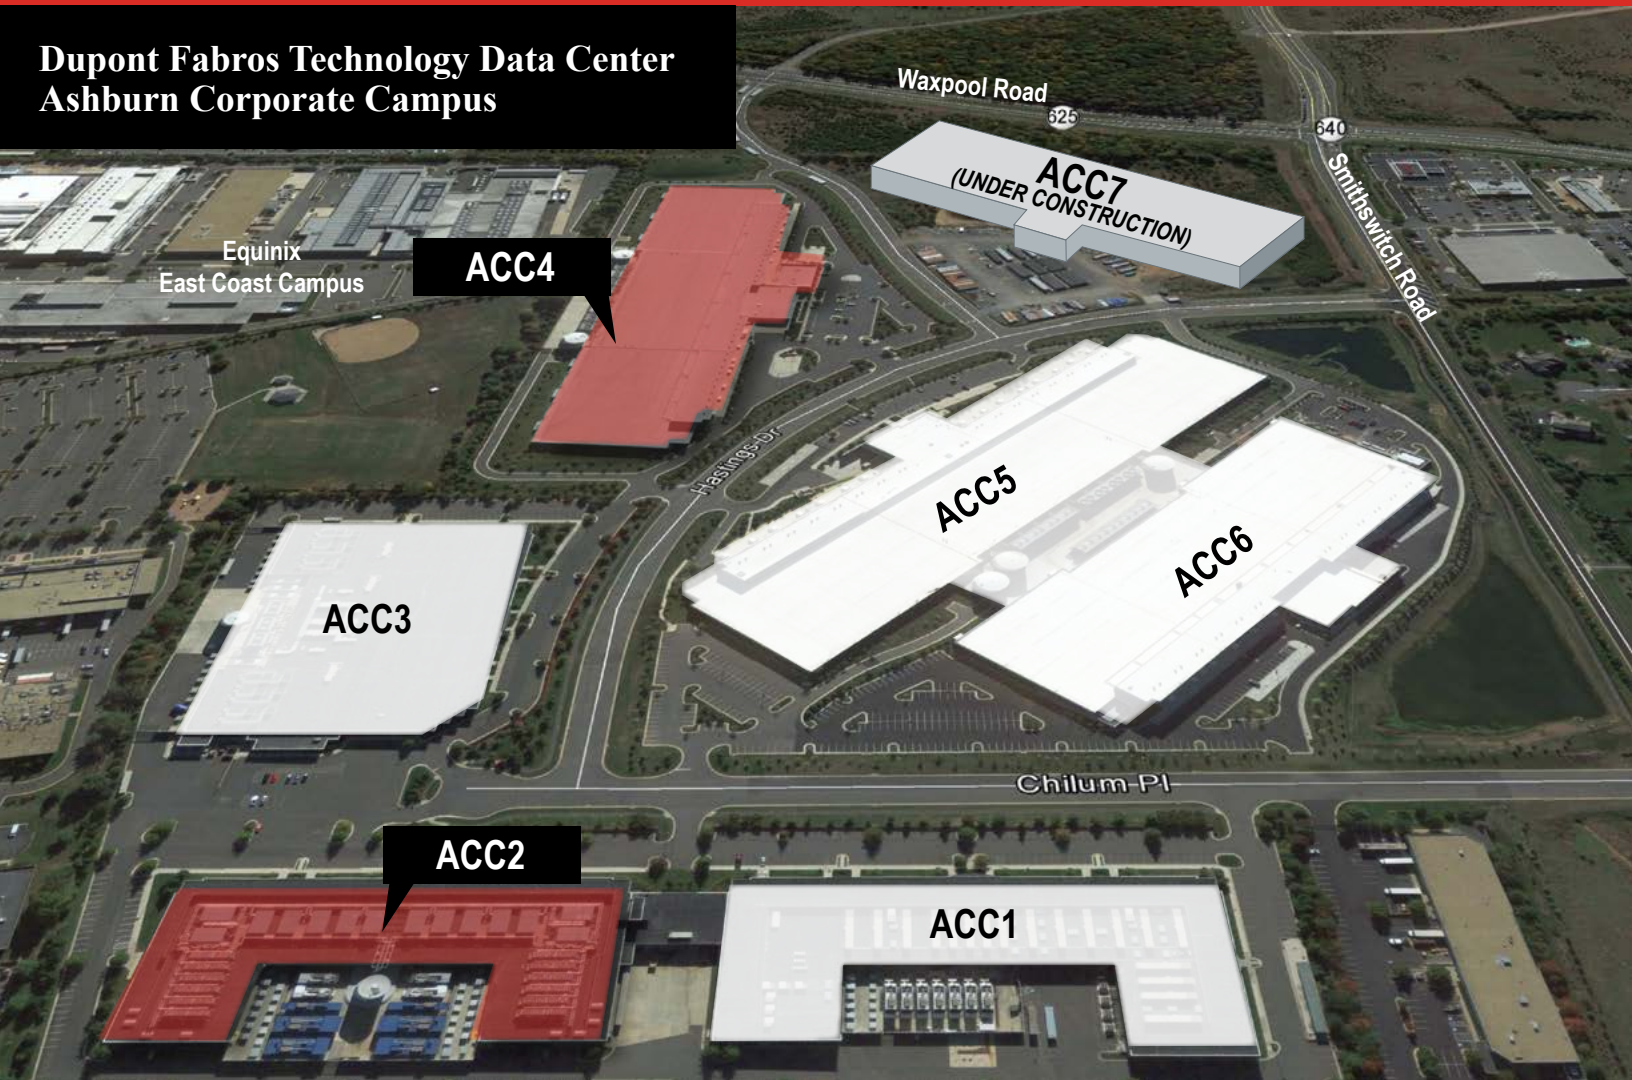 Dupont Fabros Technology Data Center
Ashburn Corporate Campus
Waxpool Road
625
640
Smithswitch Road
ACC7
(UNDER CONSTRUCTION)
Equinix
East Coast Campus
ACC4
Hastings Dr
ACC5
ACC6
ACC3
Chilum Pl
ACC2
ACC1